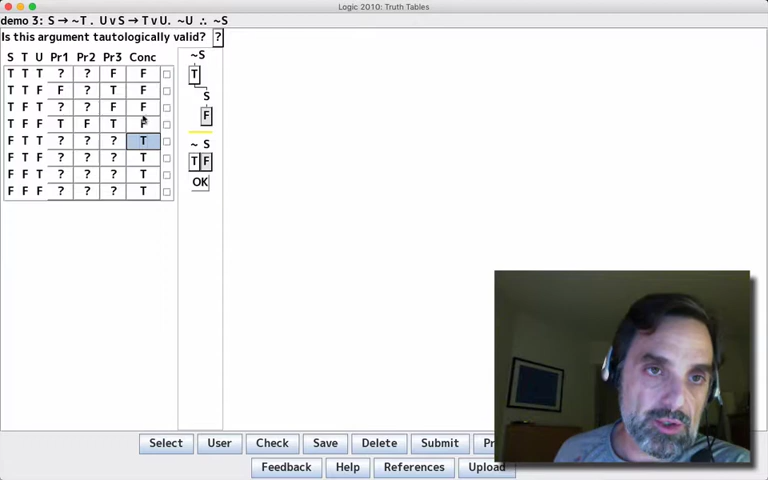 Logic 2010: Truth Tables
demo 3: S → ~T . U v S → T v U . ~U ∴ ~S
Is this argument tautologically valid? ?
S T U Pr1 Pr2 Pr3 Conc
T T T ? ? F F
T T F F ? T F
T F T ? ? F F
T F F T F T F
F T T ? ? ? T
F T F ? ? ? T
F F T ? ? ? T
F F F ? ? ? T
~S
T
S
F
~ S
T F
OK
Select User Check Save Delete Submit Pr
Feedback Help References Upload